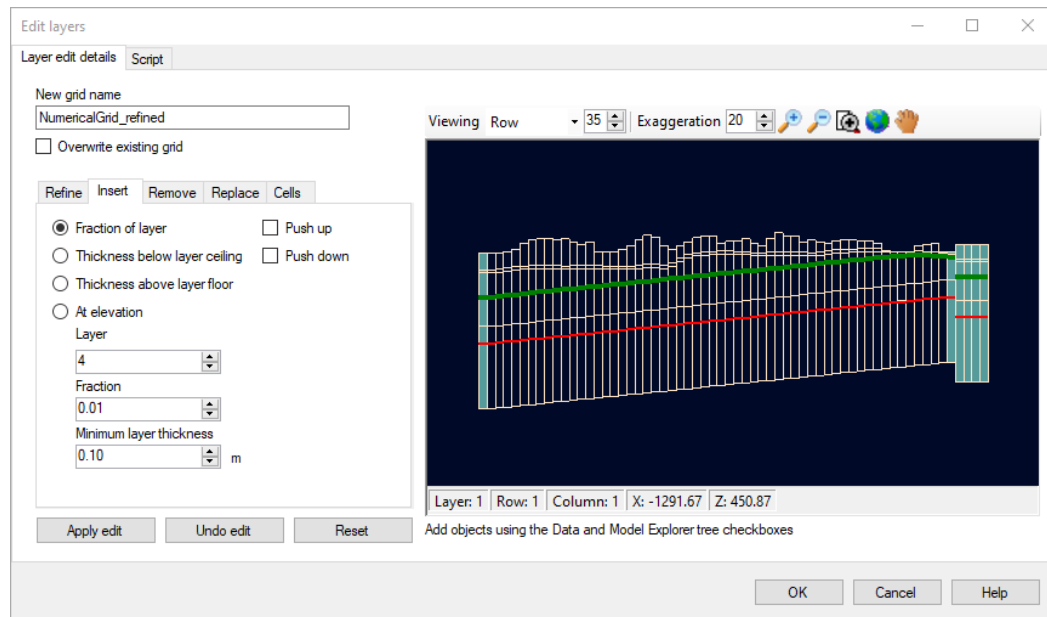 Edit layers
Layer edit details Script
New grid name
NumericalGrid_refined
Overwrite existing grid
Refine Insert Remove Replace Cells
Fraction of layer Push up
Thickness below layer ceiling Push down
Thickness above layer floor
At elevation
Layer
4
Fraction
0.01
Minimum layer thickness
0.10 m
Apply edit Undo edit Reset
Viewing Row 35 Exaggeration 20
Layer: 1 Row: 1 Column: 1 X: -1291.67 Z: 450.87
Add objects using the Data and Model Explorer tree checkboxes
OK Cancel Help